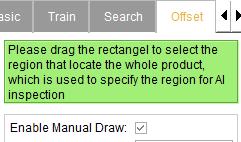 asic Train Search Offset
Please drag the rectangel to select the
region that locate the whole product,
which is used to specify the region for AI
inspection
Enable Manual Draw: